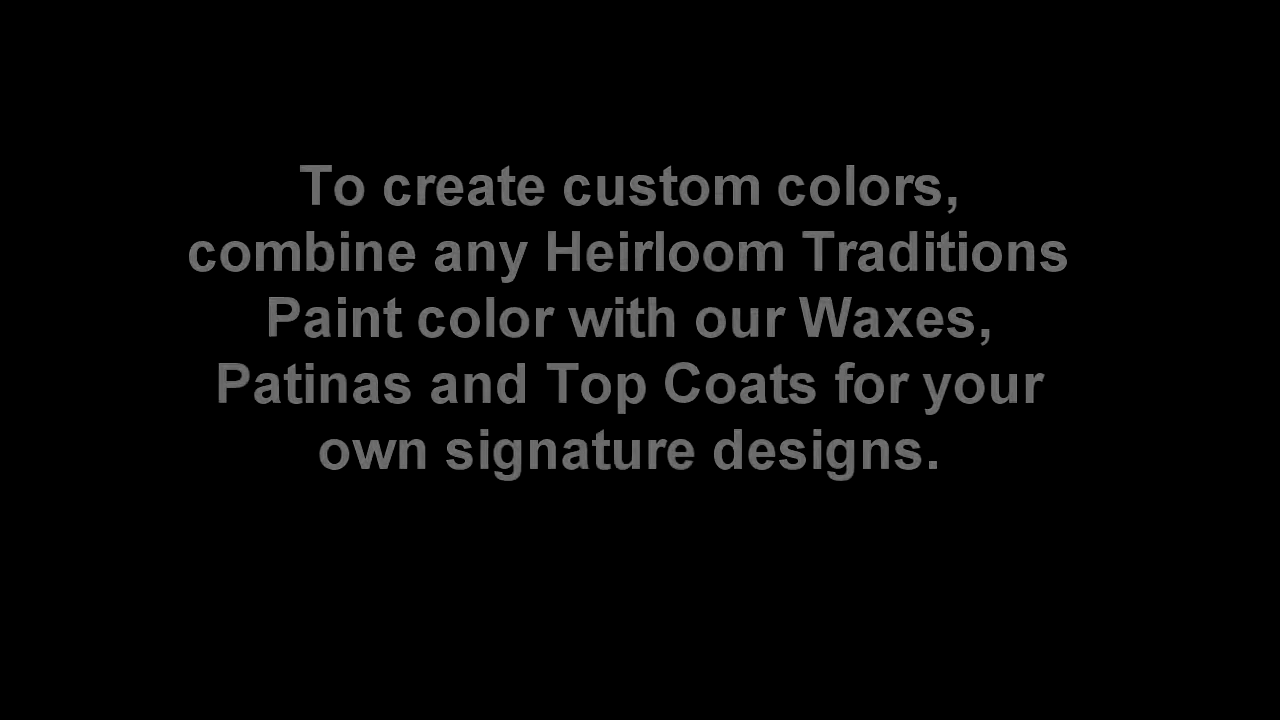 To create custom colors,
combine any Heirloom Traditions
Paint color with our Waxes,
Patinas and Top Coats for your
own signature designs.